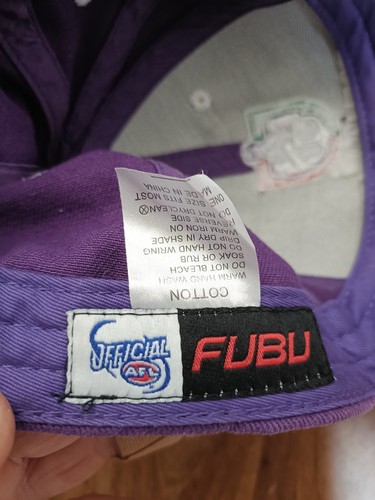 COTTON
WARM HAND WASH
DO NOT BLEACH
SOAK OR RUB
DO NOT HAND WRING
DRIP DRY IN SHADE
WARM IRON ON
REVERSE SIDE
DO NOT DRYCLEAN Ⓧ
ONE SIZE FITS MOST
MADE IN CHINA
OFFICIAL
AFL
FUBU